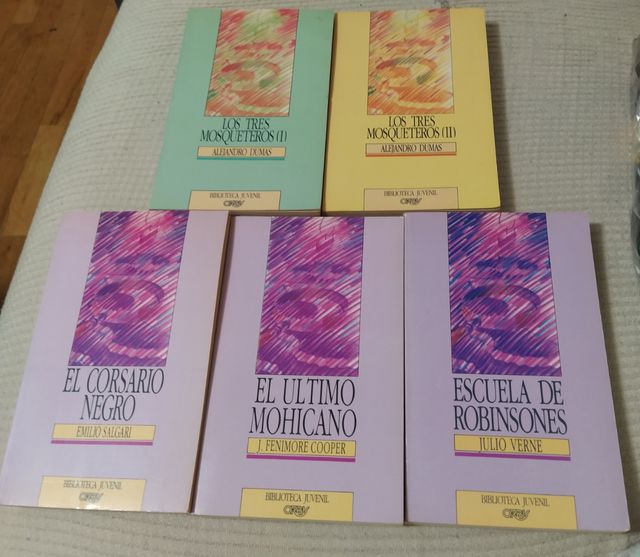 LOS TRES
MOSQUETEROS (I)
ALEJANDRO DUMAS
BIBLIOTECA JUVENIL
LOS TRES
MOSQUETEROS (II)
ALEJANDRO DUMAS
BIBLIOTECA JUVENIL
EL CORSARIO
NEGRO
EMILIO SALGARI
BIBLIOTECA JUVENIL
EL ULTIMO
MOHICANO
J. FENIMORE COOPER
BIBLIOTECA JUVENIL
ESCUELA DE
ROBINSONES
JULIO VERNE
BIBLIOTECA JUVENIL